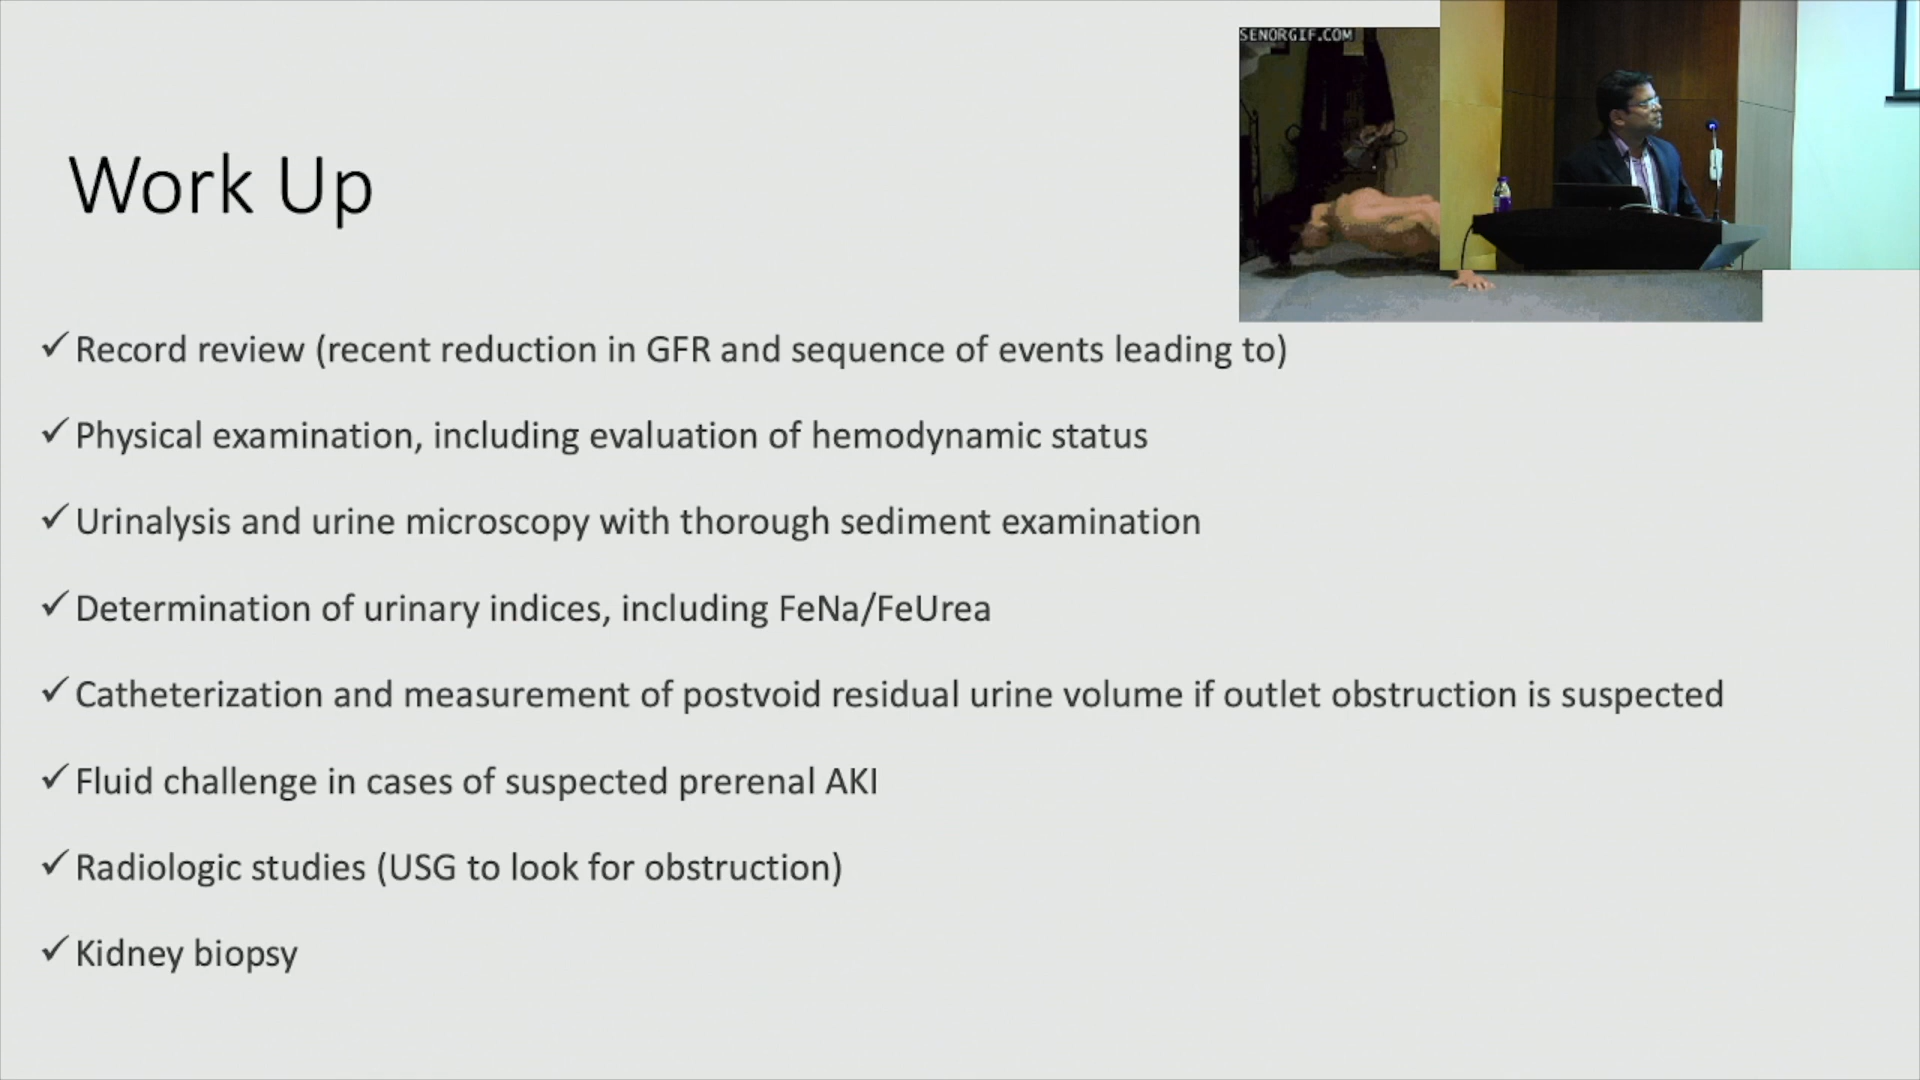 SENORGIF.COM
Work Up
✓ Record review (recent reduction in GFR and sequence of events leading to)
✓ Physical examination, including evaluation of hemodynamic status
✓ Urinalysis and urine microscopy with thorough sediment examination
✓ Determination of urinary indices, including FeNa/FeUrea
✓ Catheterization and measurement of postvoid residual urine volume if outlet obstruction is suspected
✓ Fluid challenge in cases of suspected prerenal AKI
✓ Radiologic studies (USG to look for obstruction)
✓ Kidney biopsy